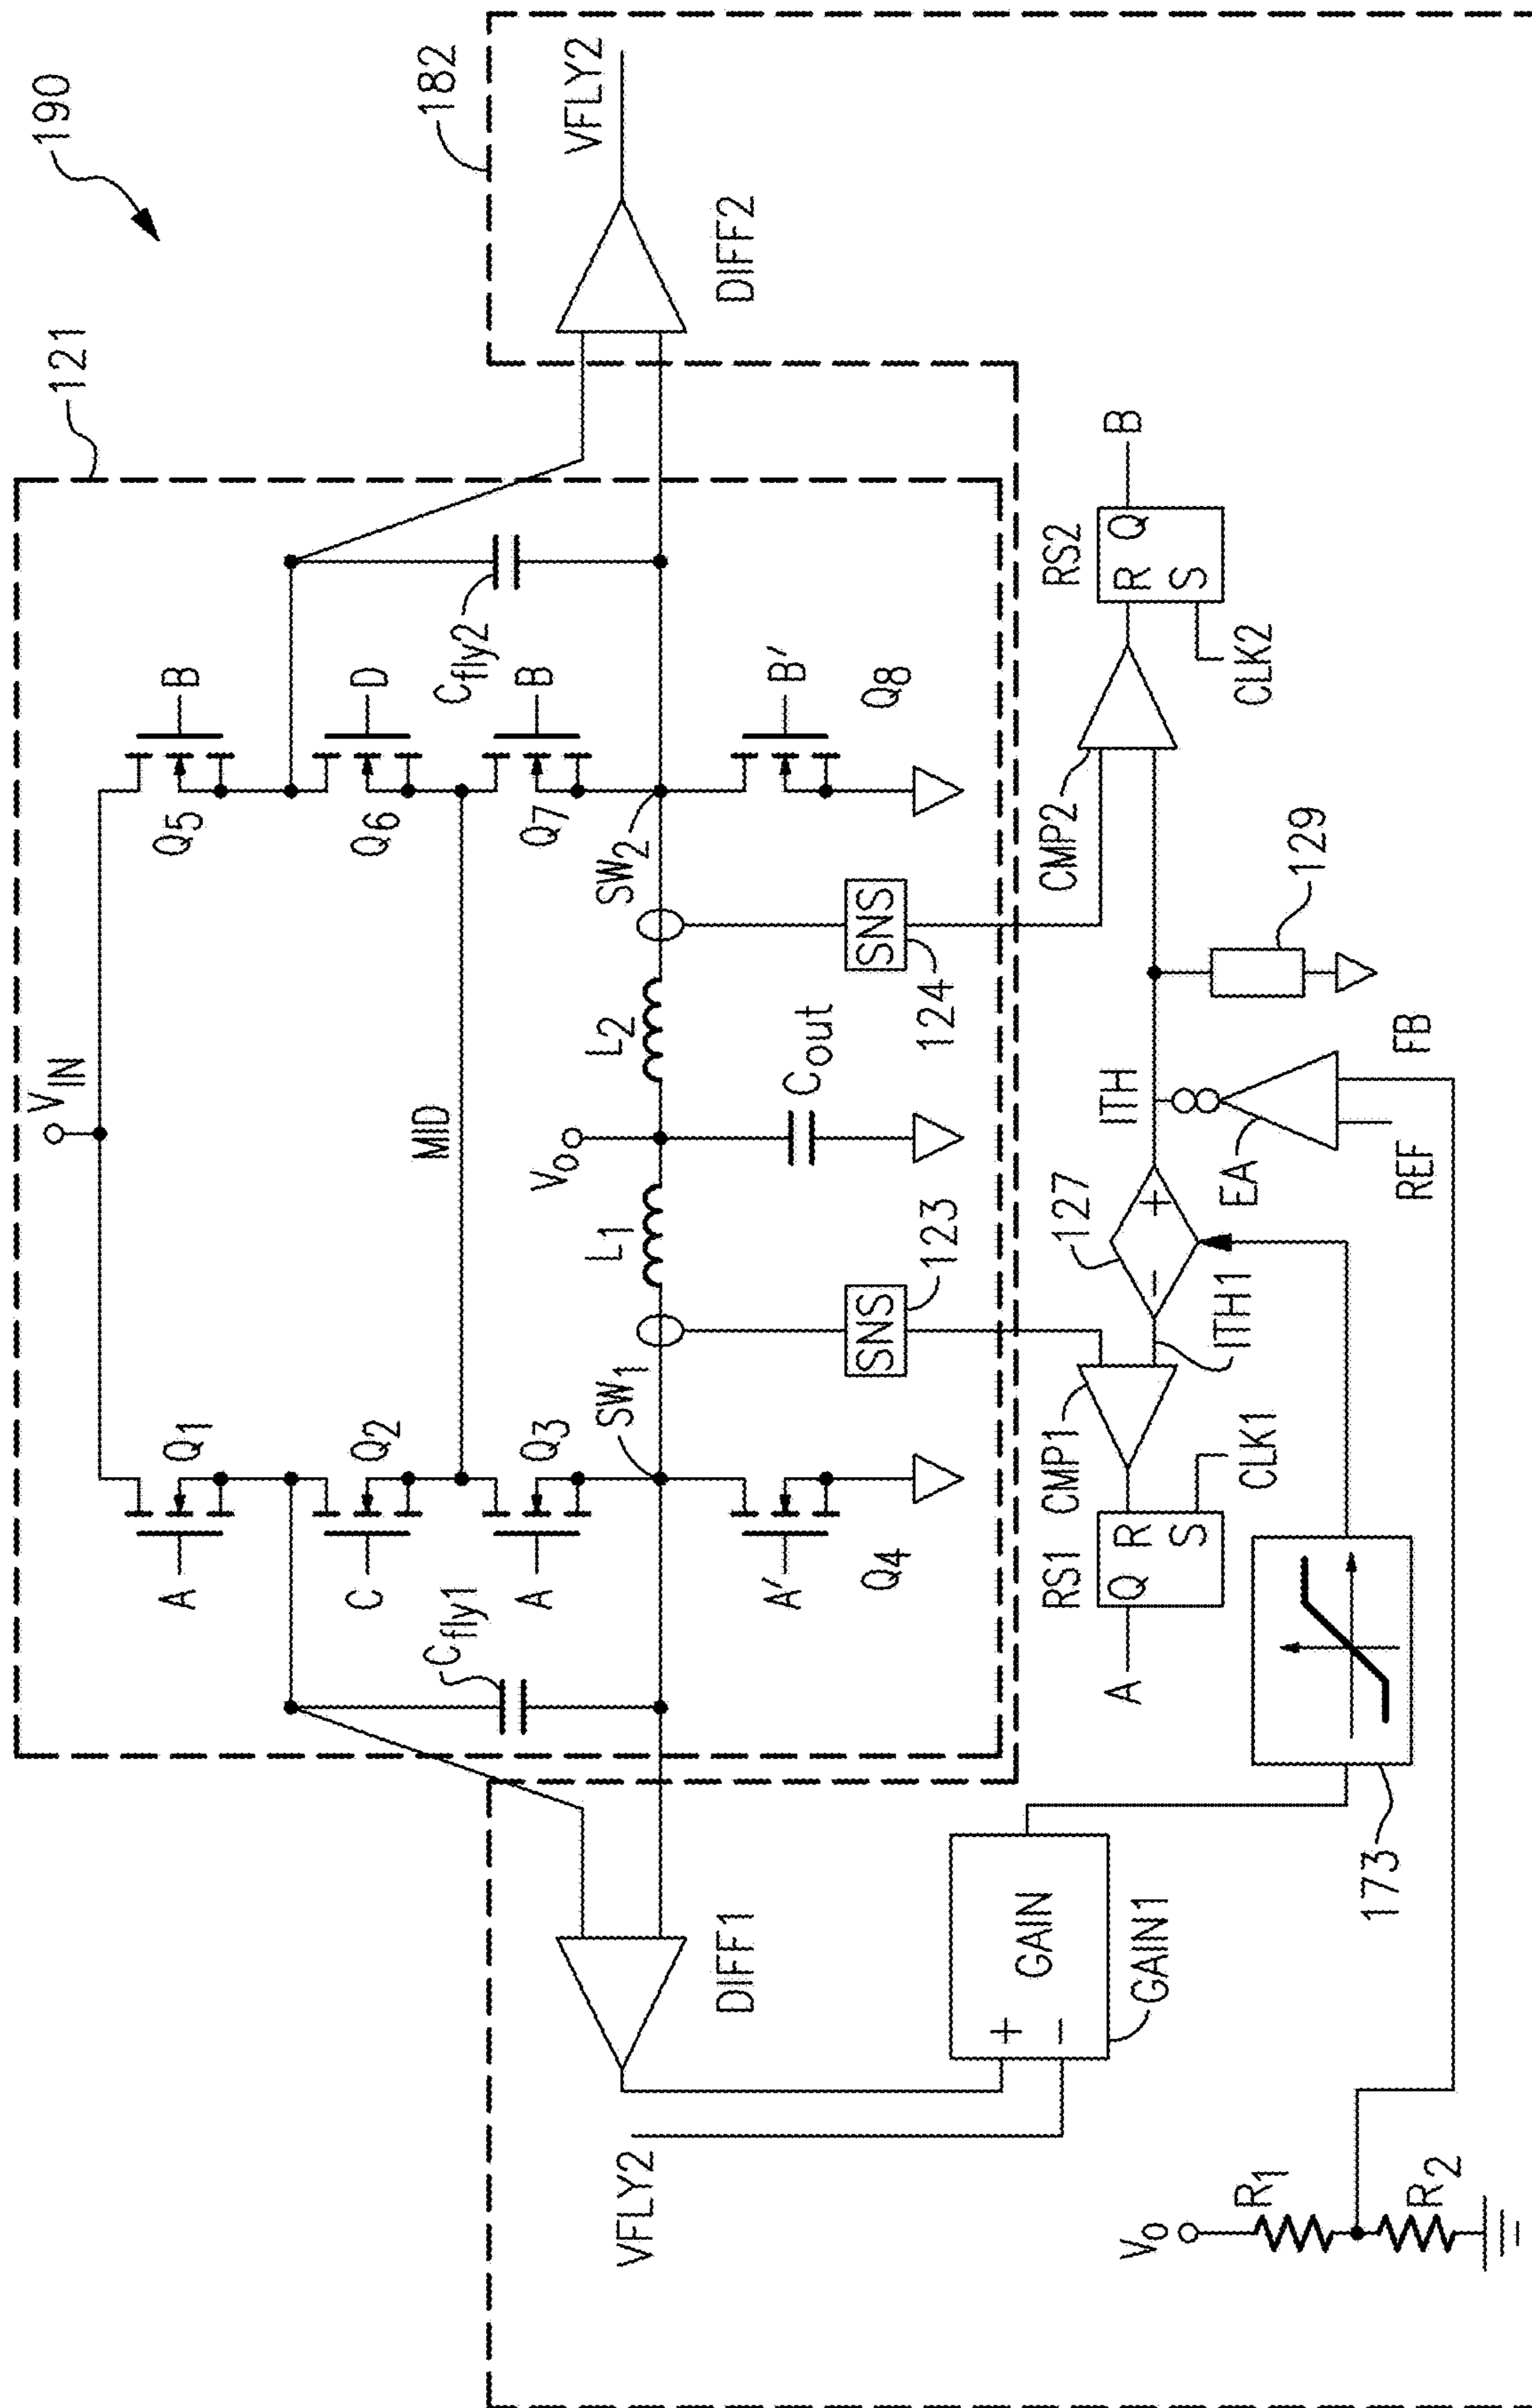 190
121
182
V_IN
A
Q1
B
Q5
C
Q2
D
Q6
MID
A
Q3
B
Q7
Cfly1
Cfly2
SW1
SW2
L1
L2
Vo
VFLY2
DIFF1
DIFF2
A'
Q4
B'
Q8
Cout
SNS
123
SNS
124
VFLY2
+
−
GAIN
GAIN1
A
RS1
Q R
S
CLK1
CMP1
ITH1
127
− +
ITH
EA
REF
FB
129
CMP2
RS2
R Q
S
CLK2
B
173
Vo
R1
R2